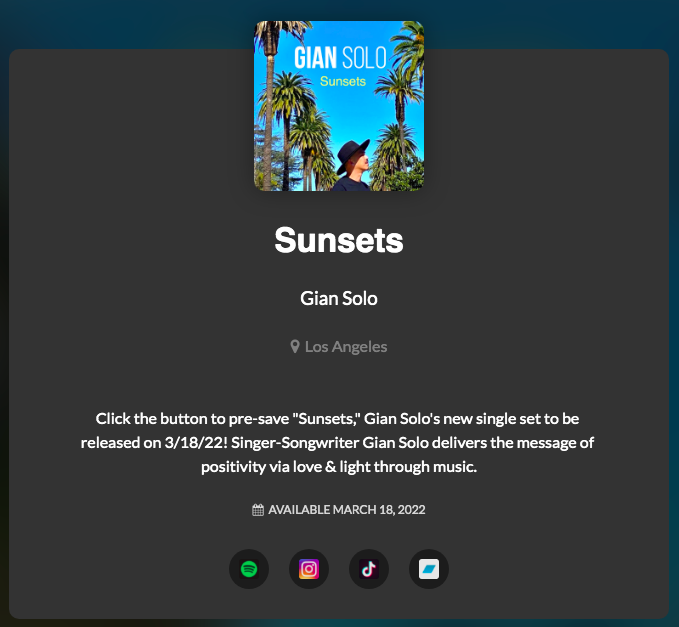 GIAN SOLO
Sunsets
Sunsets
Gian Solo
Los Angeles
Click the button to pre-save "Sunsets," Gian Solo's new single set to be
released on 3/18/22! Singer-Songwriter Gian Solo delivers the message of
positivity via love & light through music.
AVAILABLE MARCH 18, 2022